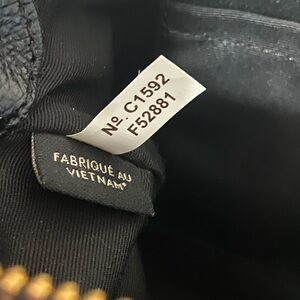 Nº C1592
F52881
FABRIQUÉ AU
VIETNAM